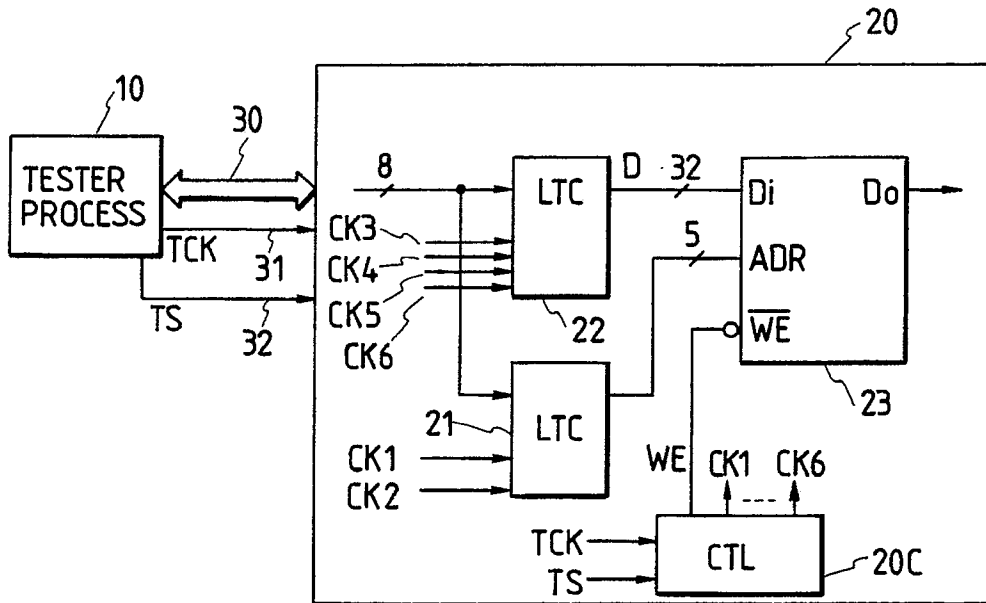 20
10
30
TESTER
PROCESS
TCK
31
TS
32
8
LTC
D
32
Di
Do
CK3
CK4
CK5
CK6
22
5
ADR
W̅E̅
23
21
LTC
CK1
CK2
WE
CK1
CK6
TCK
TS
CTL
20C